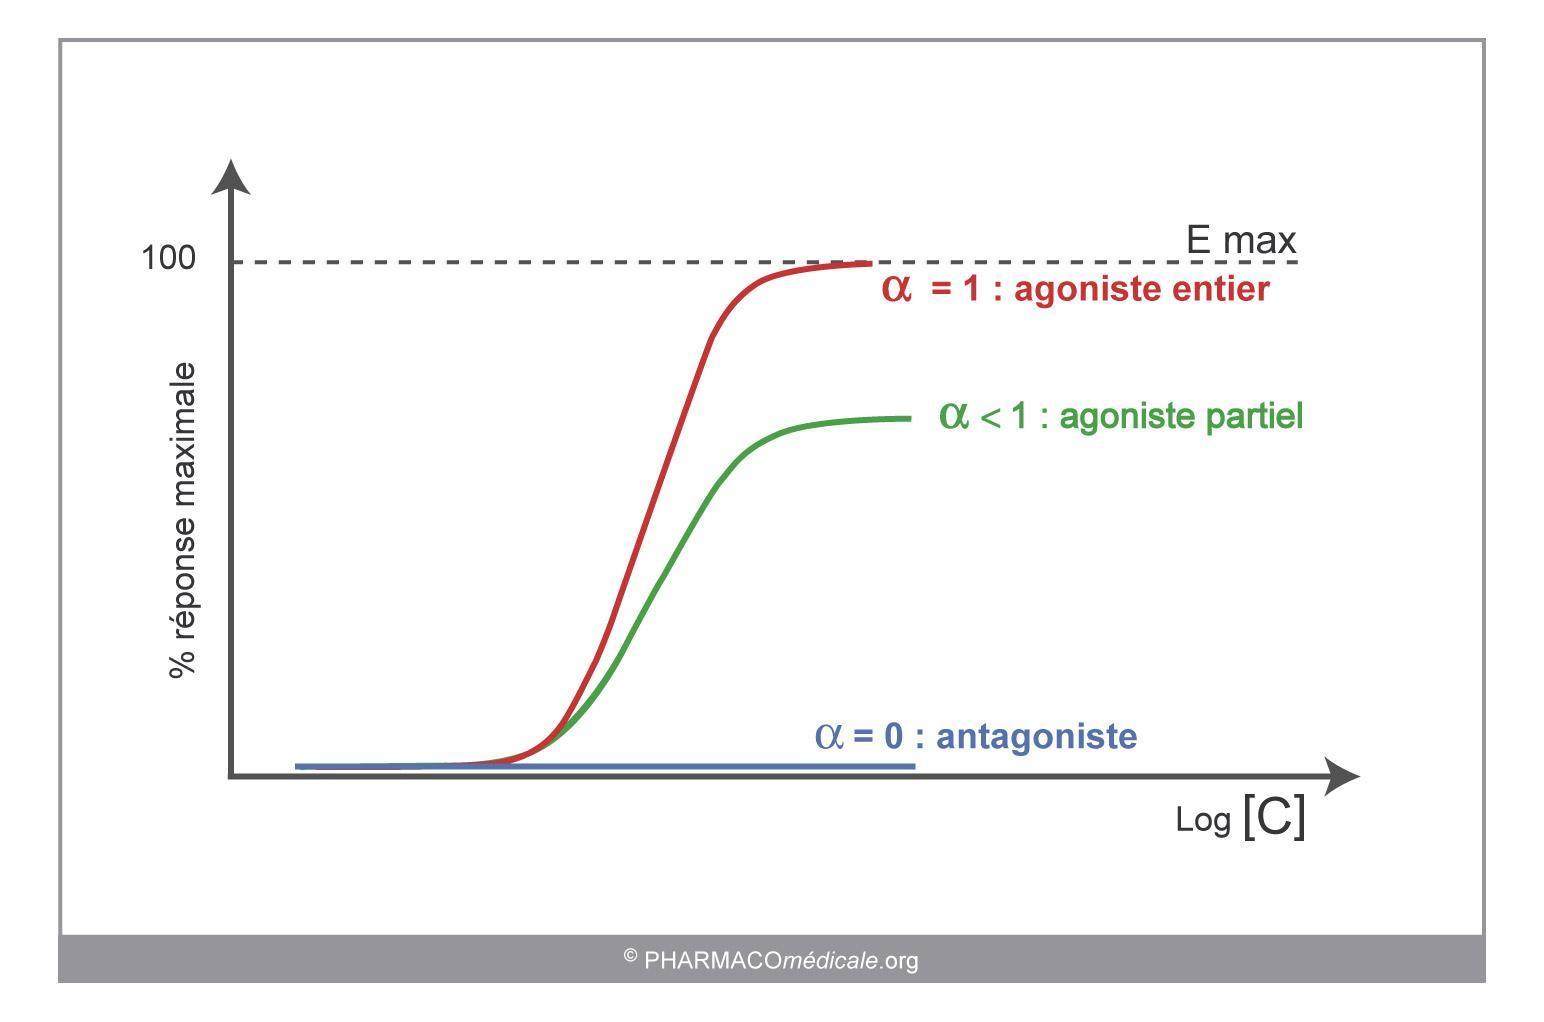 E max
100
α = 1 : agoniste entier
α < 1 : agoniste partiel
% réponse maximale
α = 0 : antagoniste
Log [C]
© PHARMACOmédicale.org